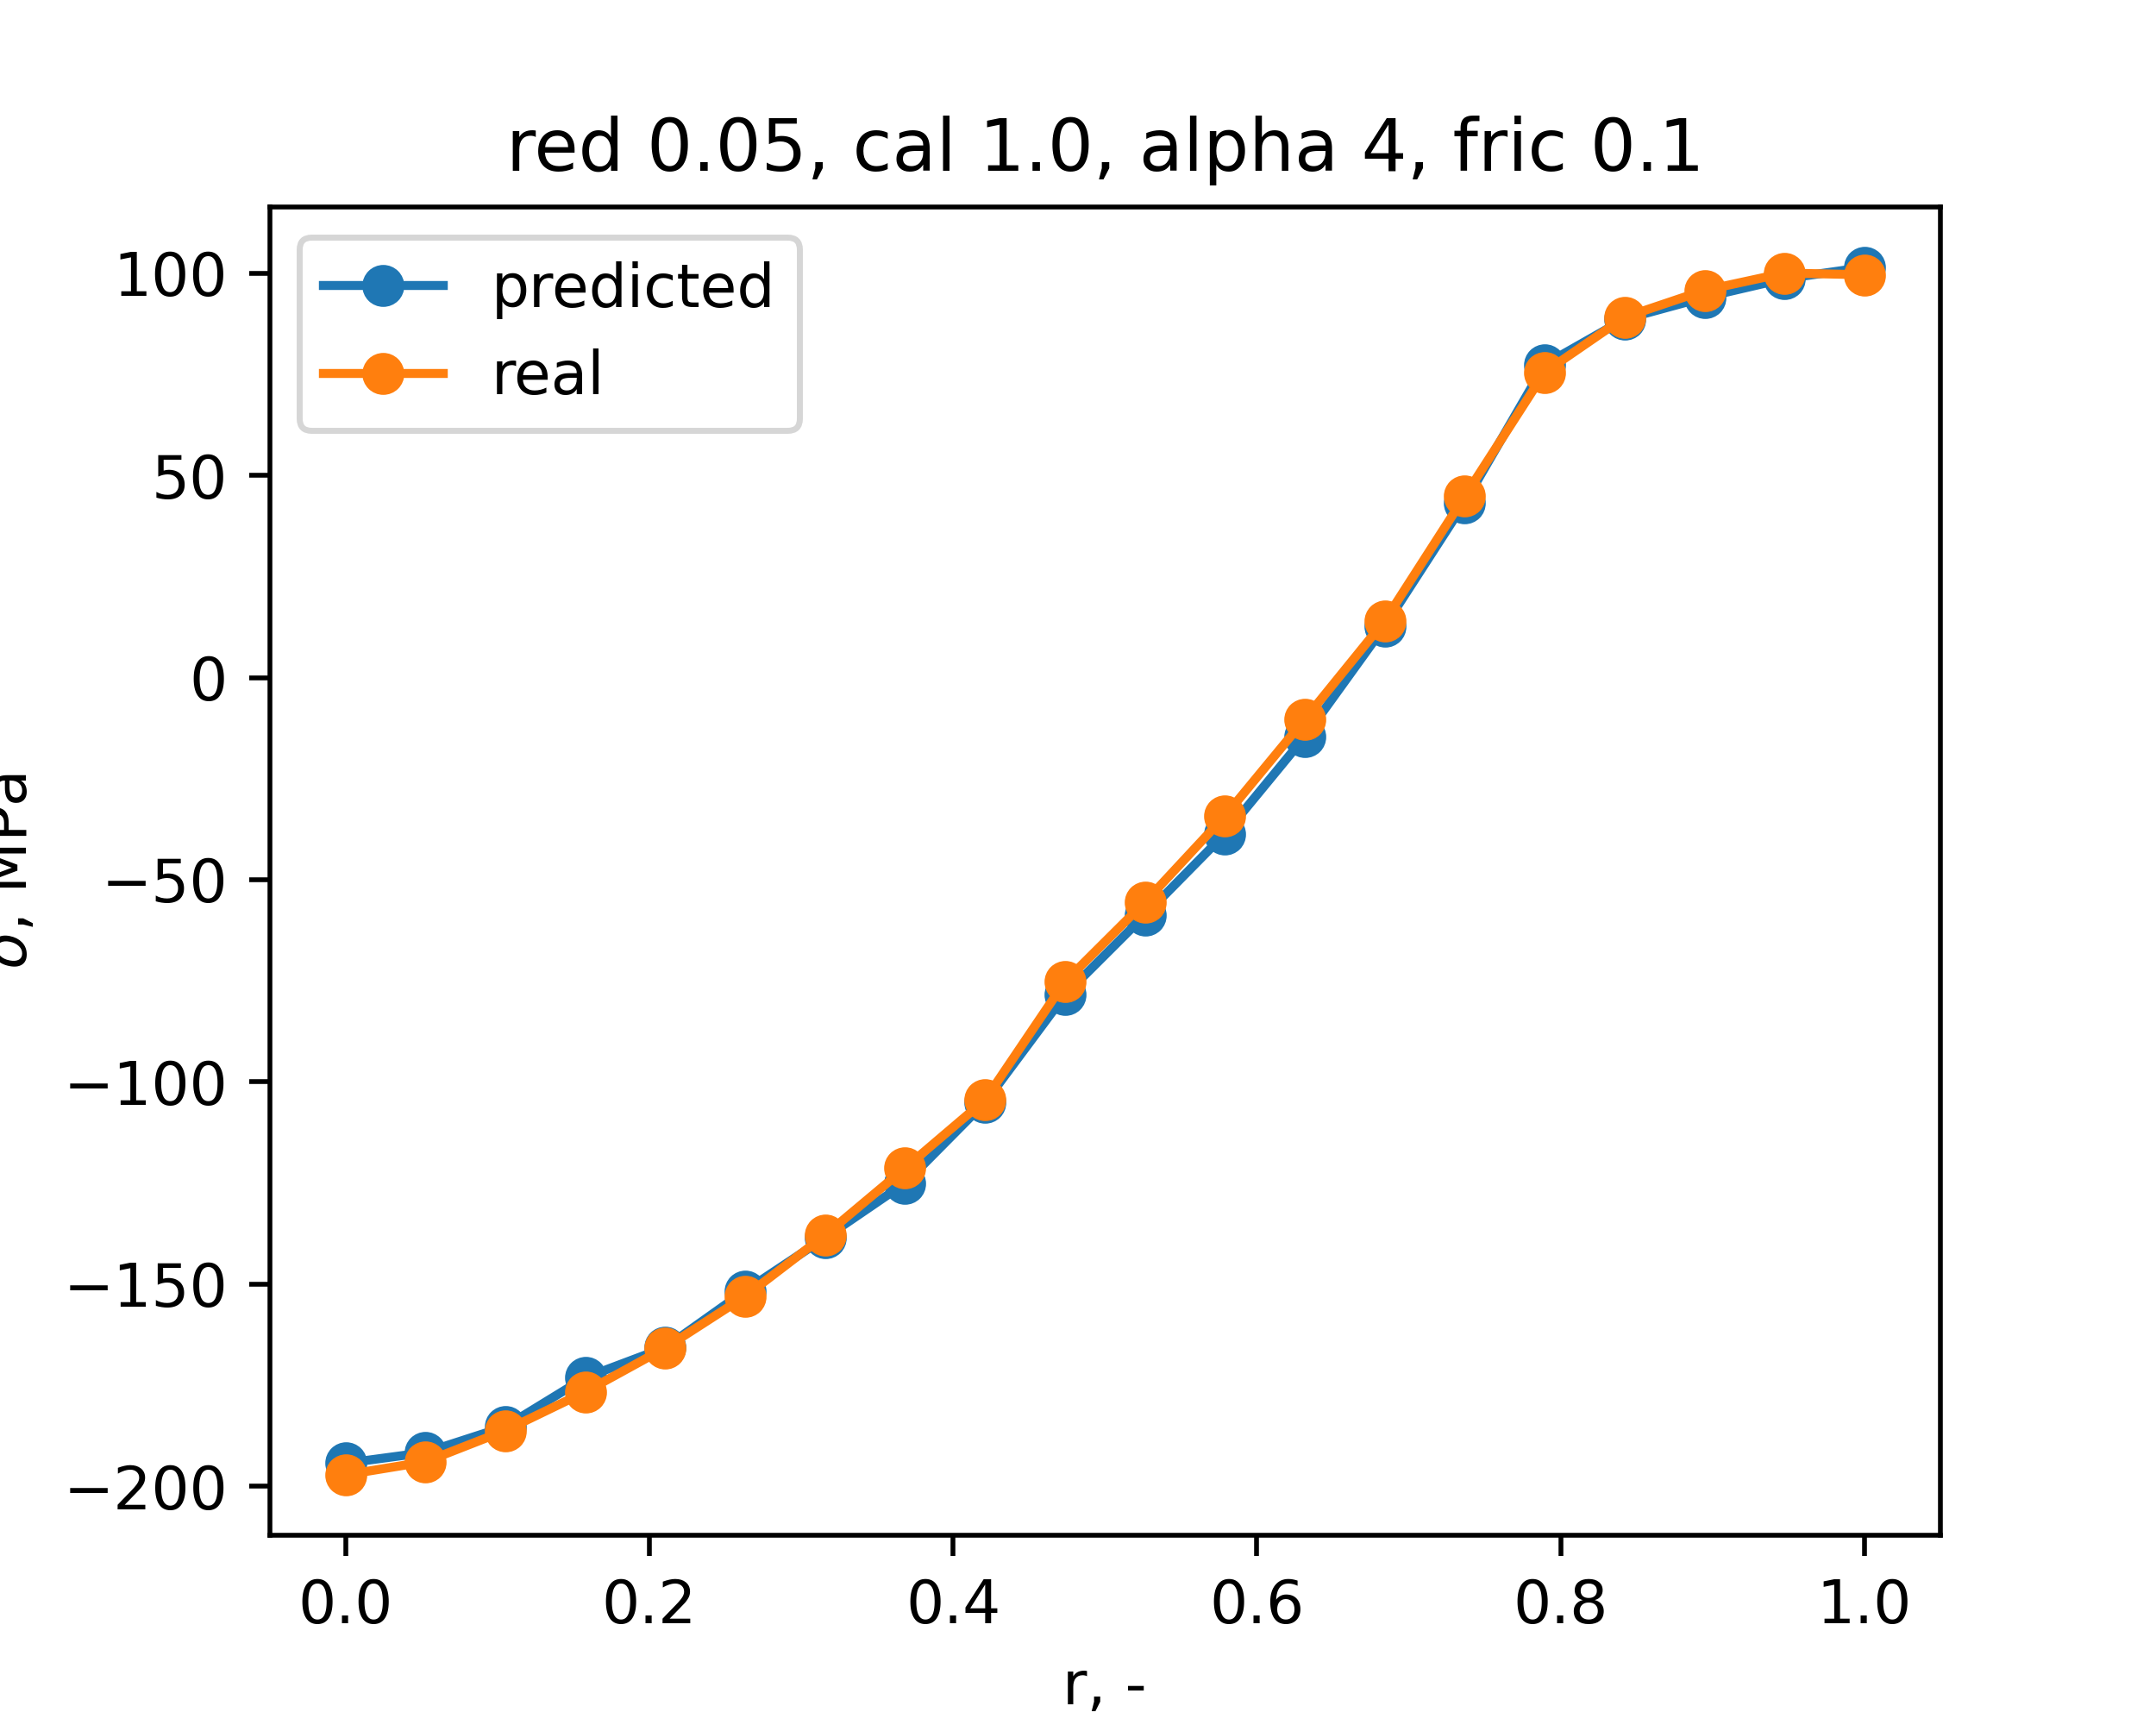 red 0.05, cal 1.0, alpha 4, fric 0.1
predicted
real
100
50
0
−50
−100
−150
−200
σ, MPa
0.0 0.2 0.4 0.6 0.8 1.0
r, -